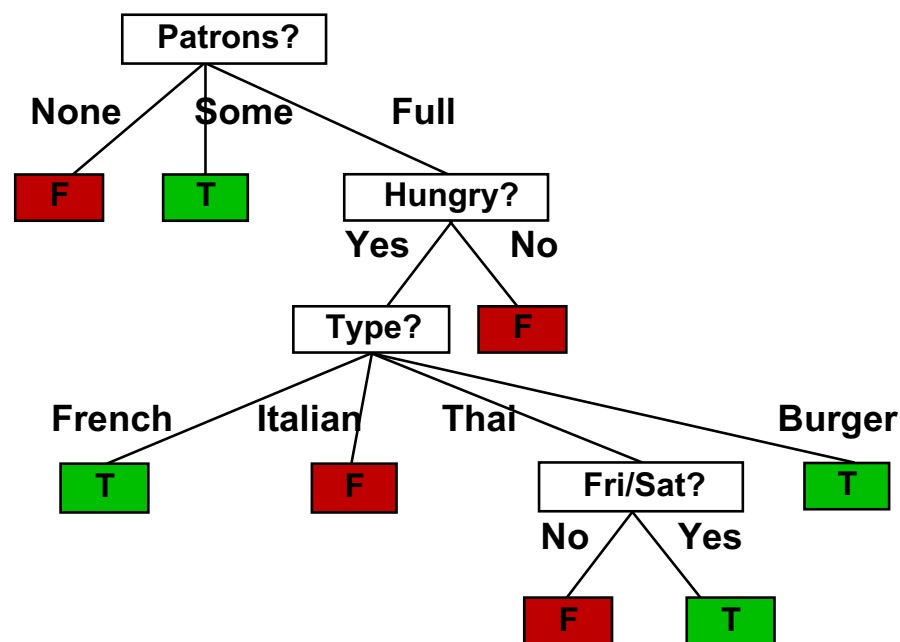 Patrons?
None Some Full
F T Hungry?
Yes No
Type? F
French Italian Thai Burger
T F Fri/Sat? T
No Yes
F T